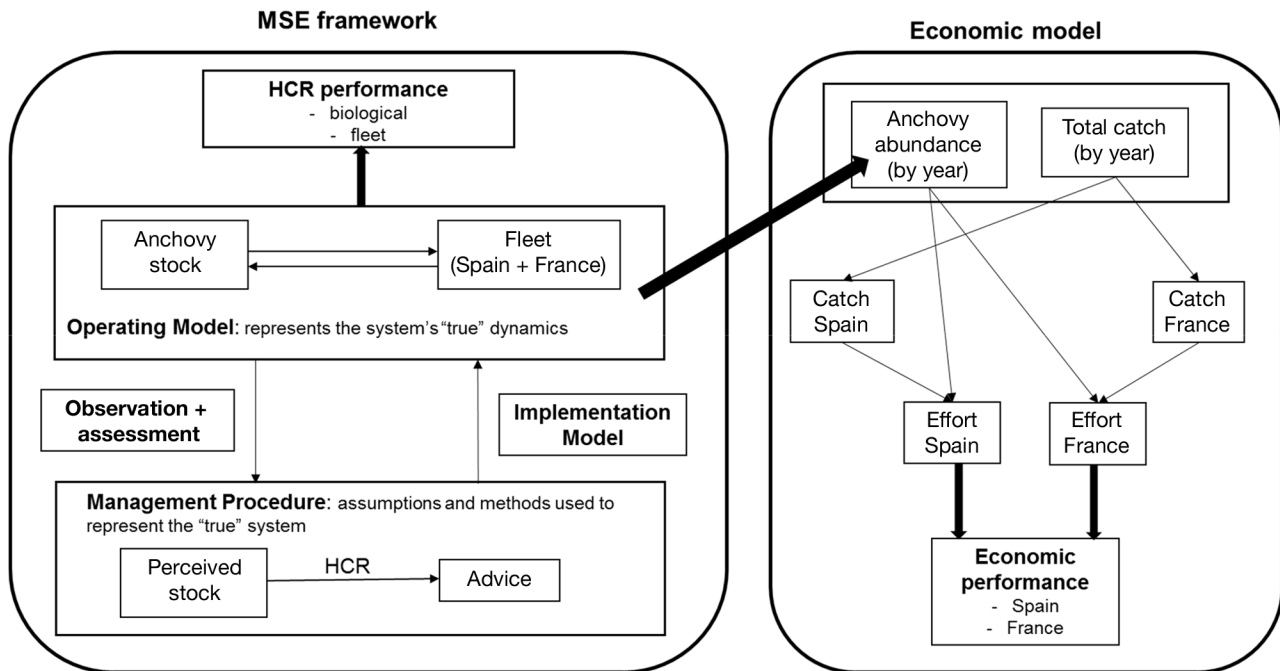 MSE framework
HCR performance
- biological
- fleet
Anchovy
stock
Fleet
(Spain + France)
Operating Model: represents the system's “true” dynamics
Observation +
assessment
Implementation
Model
Management Procedure: assumptions and methods used to
represent the “true” system
Perceived
stock
HCR
Advice
Economic model
Anchovy
abundance
(by year)
Total catch
(by year)
Catch
Spain
Catch
France
Effort
Spain
Effort
France
Economic
performance
- Spain
- France